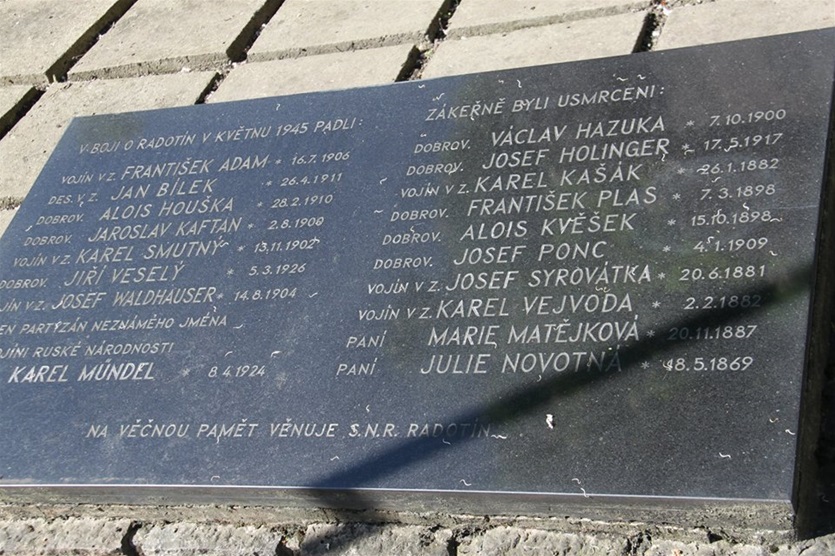 V BOJI O RADOTÍN V KVĚTNU 1945 PADLI:
VOJÍN V Z. FRANTIŠEK ADAM * 16.7.1906
DES. V Z. JAN BÍLEK * 26.4.1911
DOBROV. ALOIS HOUŠKA * 28.2.1910
DOBROV. JAROSLAV KAFTAN * 2.8.1908
VOJÍN V Z. KAREL SMUTNÝ * 13.11.1902
DOBROV. JIŘÍ VESELÝ * 5.3.1926
VOJÍN V Z. JOSEF WALDHAUSER * 14.8.1904
PARTYZÁN NEZNÁMÉHO JMÉNA
RUSKÉ NÁRODNOSTI
KAREL MÜNDEL * 8.4.1924
ZÁKEŘNĚ BYLI USMRCENI:
DOBROV. VÁCLAV HAZUKA * 7.10.1900
DOBROV. JOSEF HOLINGER * 17.5.1917
VOJÍN V Z. KAREL KAŠÁK * 26.1.1882
DOBROV. FRANTIŠEK PLAS * 7.3.1898
DOBROV. ALOIS KVĚŠEK * 15.10.1898
DOBROV. JOSEF PONC * 4.1.1909
VOJÍN V Z. JOSEF SYROVÁTKA * 20.6.1881
VOJÍN V Z. KAREL VEJVODA * 2.2.1882
PANÍ MARIE MATĚJKOVÁ * 20.11.1887
PANÍ JULIE NOVOTNÁ * 18.5.1869
NA VĚČNOU PAMĚT VĚNUJE S.N.R. RADOTÍN